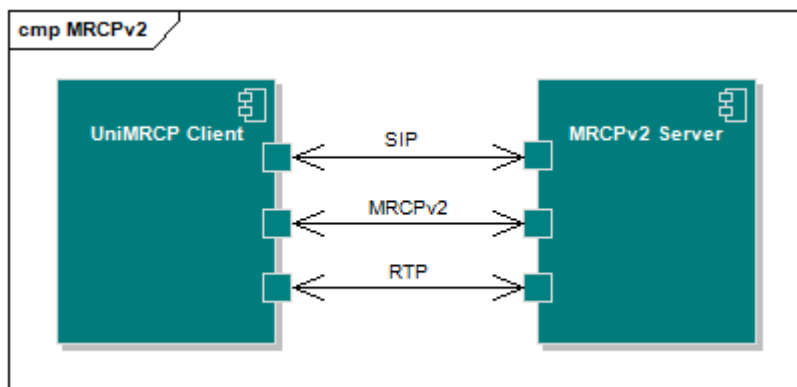 cmp MRCPv2
UniMRCP Client
MRCPv2 Server
SIP
MRCPv2
RTP